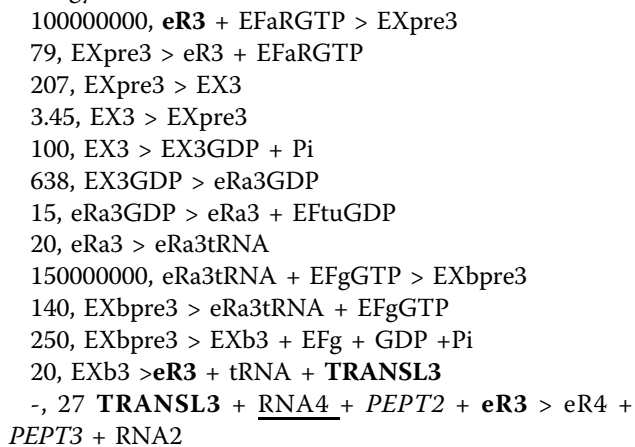 100000000, eR3 + EFaRGTP > EXpre3
79, EXpre3 > eR3 + EFaRGTP
207, EXpre3 > EX3
3.45, EX3 > EXpre3
100, EX3 > EX3GDP + Pi
638, EX3GDP > eRa3GDP
15, eRa3GDP > eRa3 + EFtuGDP
20, eRa3 > eRa3tRNA
150000000, eRa3tRNA + EFgGTP > EXbpre3
140, EXbpre3 > eRa3tRNA + EFgGTP
250, EXbpre3 > EXb3 + EFg + GDP +Pi
20, EXb3 >eR3 + tRNA + TRANSL3
-, 27 TRANSL3 + RNA4 + PEPT2 + eR3 > eR4 +
PEPT3 + RNA2